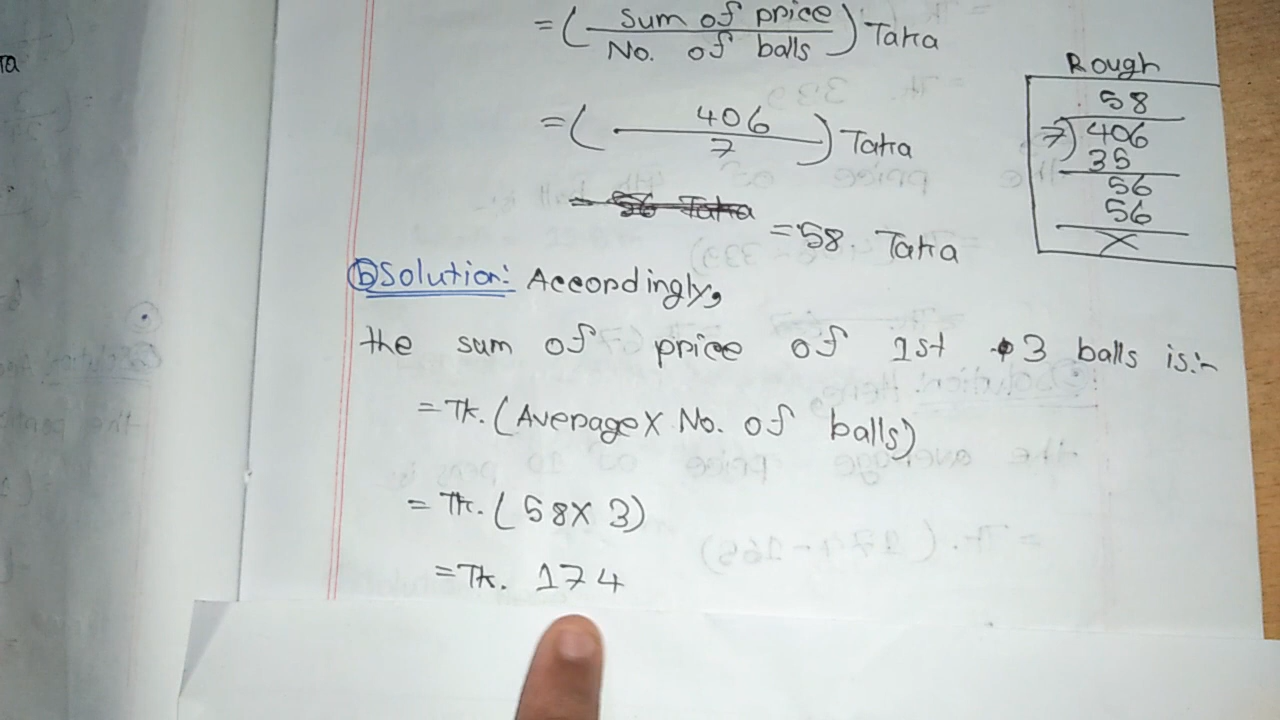 = ( Sum of price / No. of balls ) Taka
= ( 406 / 7 ) Taka
= 58 Taka
Rough
58
7) 406
35
56
56
X
ⓑ Solution: Accordingly,
the sum of price of 1st 3 balls is:-
= Tk. (Average X No. of balls)
= Tk. ( 58 X 3)
= Tk. 174